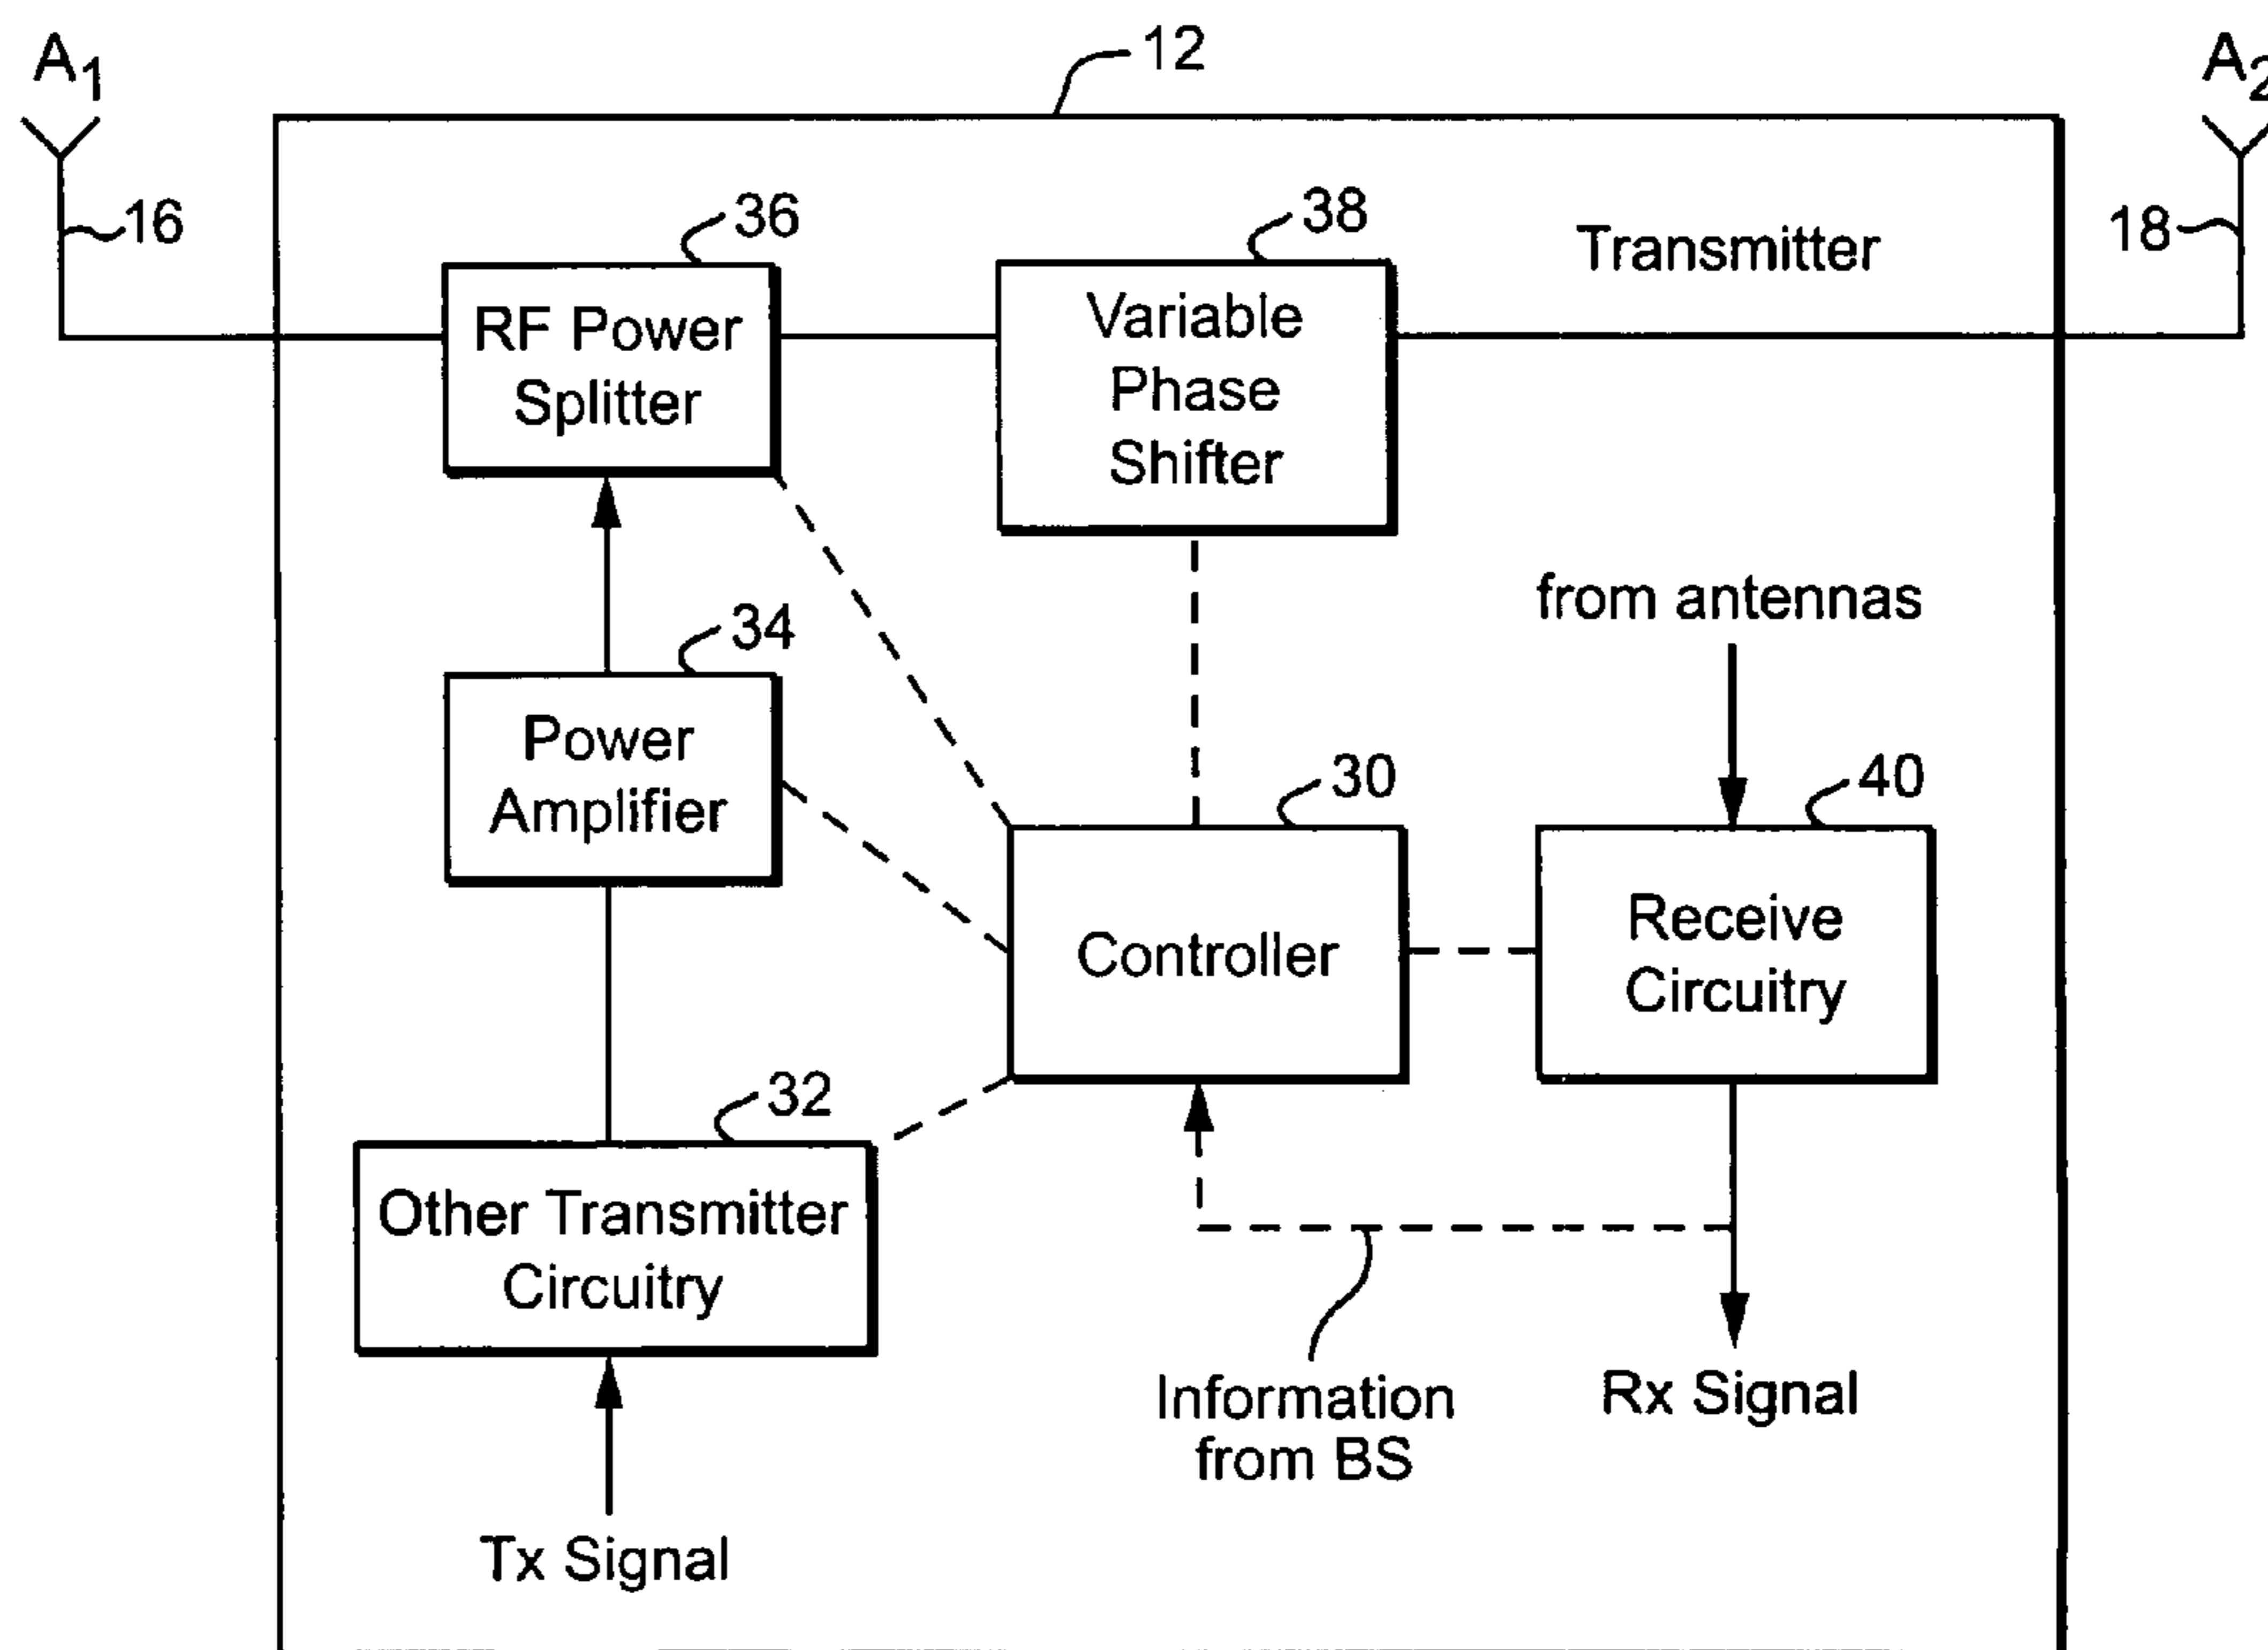 A1
12
A2
16
36
38
18
Transmitter
RF Power
Splitter
Variable
Phase
Shifter
from antennas
34
Power
Amplifier
30
40
Controller
Receive
Circuitry
32
Other Transmitter
Circuitry
Information
from BS
Rx Signal
Tx Signal